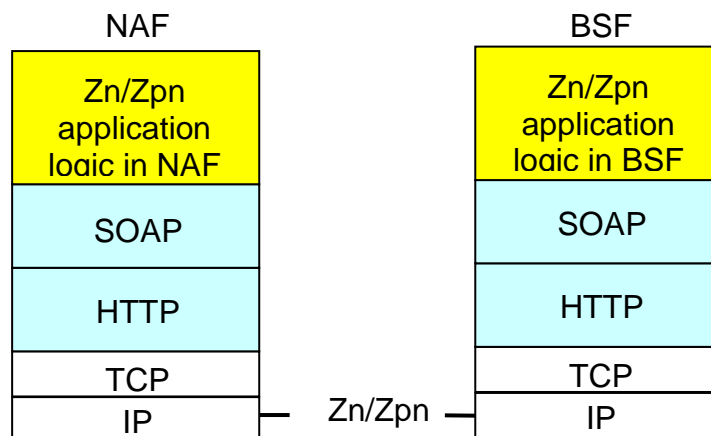 NAF
Zn/Zpn
application
logic in NAF
SOAP
HTTP
TCP
IP
Zn/Zpn
BSF
Zn/Zpn
application
logic in BSF
SOAP
HTTP
TCP
IP